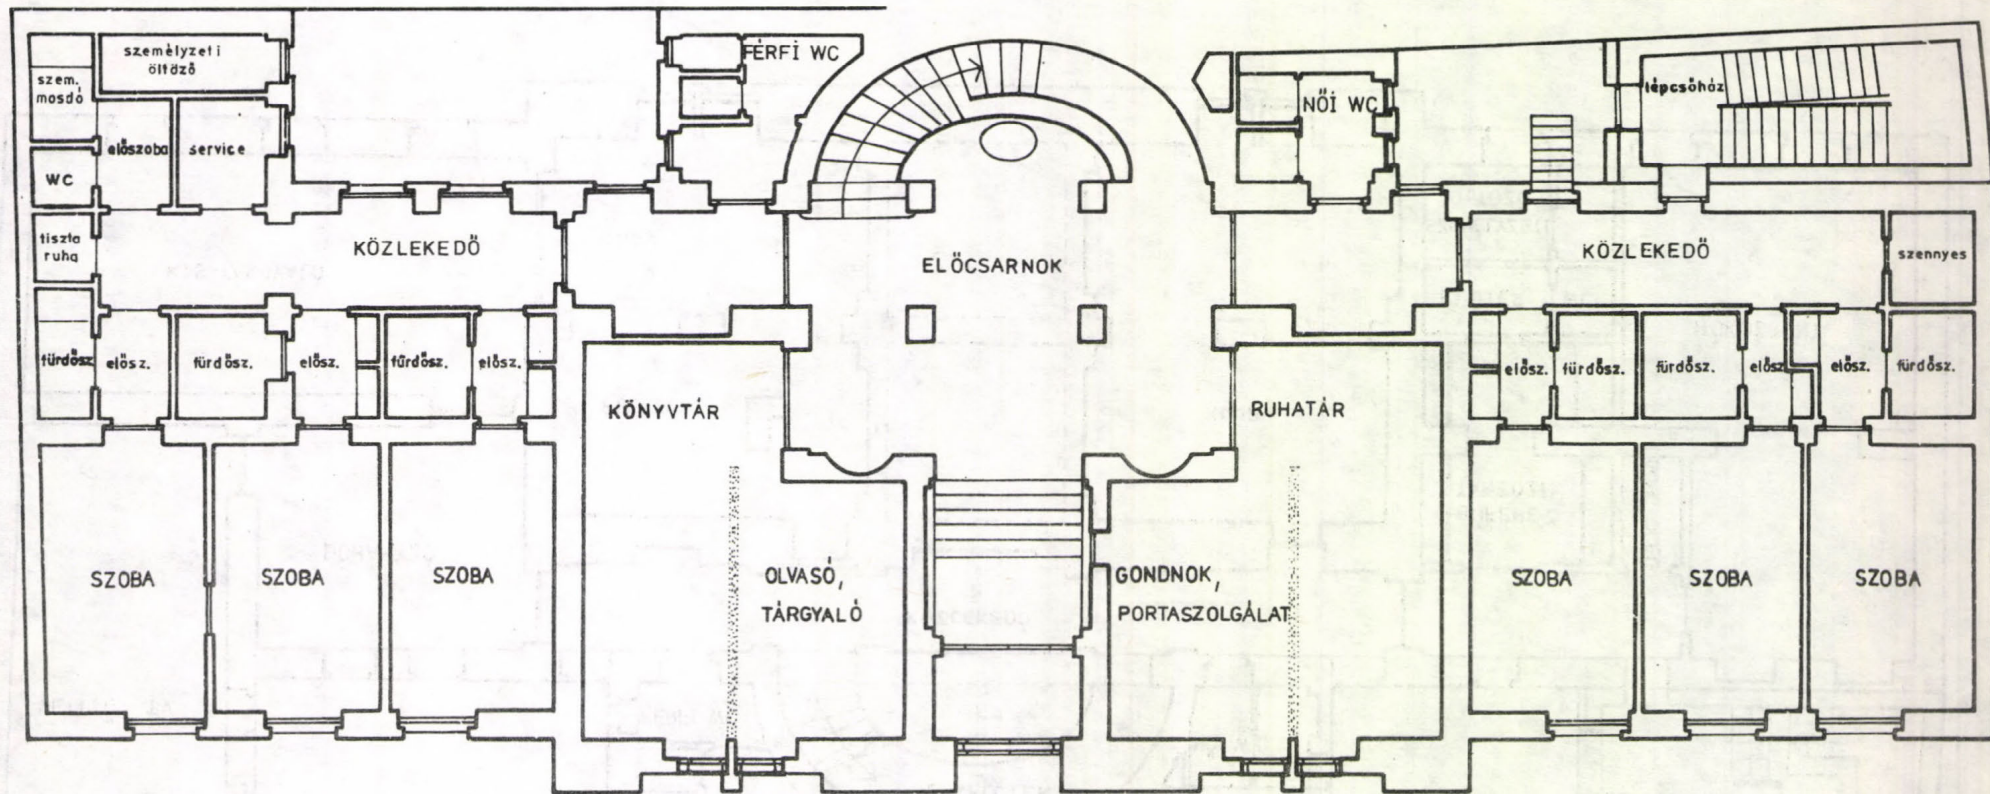 személyzeti
öltöző
FÉRFI WC
szem.
mosdó
NŐI WC
lépcsőház
előszoba
service
WC
tiszta
ruha
KÖZLEKEDŐ
ELŐCSARNOK
KÖZLEKEDŐ
szennyes
fürdősz.
elősz.
fürdősz.
elősz.
fürdősz.
elősz.
elősz.
fürdősz.
fürdősz.
elősz.
elősz.
fürdősz.
KÖNYVTÁR
RUHATÁR
SZOBA
SZOBA
SZOBA
OLVASÓ,
TÁRGYALÓ
GONDNOK,
PORTASZOLGÁLAT
SZOBA
SZOBA
SZOBA